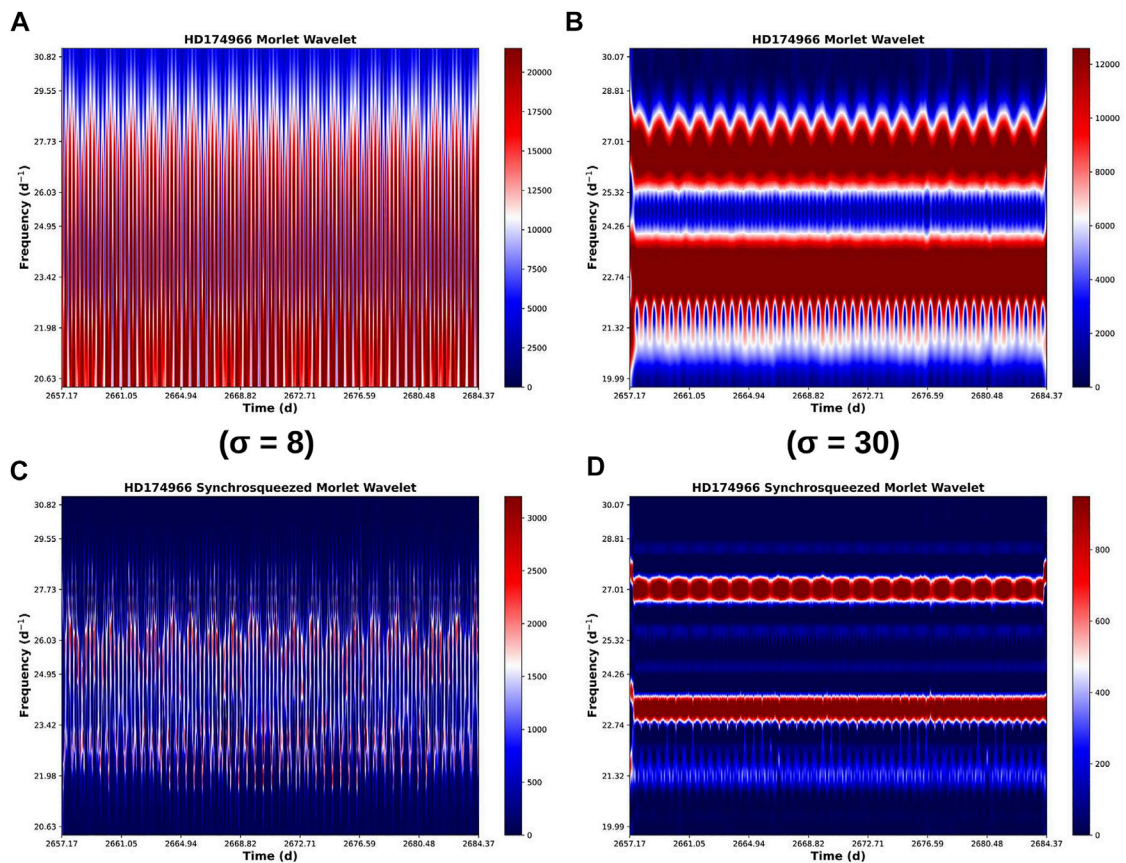 A
HD174966 Morlet Wavelet
Frequency (d⁻¹)
30.82
29.55
27.73
26.03
24.95
23.42
21.98
20.63
2657.17 2661.05 2664.94 2668.82 2672.71 2676.59 2680.48 2684.37
Time (d)
20000
17500
15000
12500
10000
7500
5000
2500
0
B
HD174966 Morlet Wavelet
Frequency (d⁻¹)
30.07
28.81
27.01
25.32
24.26
22.74
21.32
19.99
2657.17 2661.05 2664.94 2668.82 2672.71 2676.59 2680.48 2684.37
Time (d)
12000
10000
8000
6000
4000
2000
0
(σ = 8)
(σ = 30)
C
HD174966 Synchrosqueezed Morlet Wavelet
Frequency (d⁻¹)
30.82
29.55
27.73
26.03
24.95
23.42
21.98
20.63
2657.17 2661.05 2664.94 2668.82 2672.71 2676.59 2680.48 2684.37
Time (d)
3000
2500
2000
1500
1000
500
0
D
HD174966 Synchrosqueezed Morlet Wavelet
Frequency (d⁻¹)
30.07
28.81
27.01
25.32
24.26
22.74
21.32
19.99
2657.17 2661.05 2664.94 2668.82 2672.71 2676.59 2680.48 2684.37
Time (d)
800
600
400
200
0